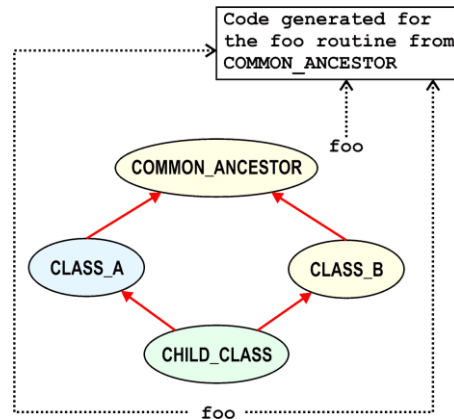 Code generated for
the foo routine from
COMMON_ANCESTOR
foo
COMMON_ANCESTOR
CLASS_A
CLASS_B
CHILD_CLASS
foo